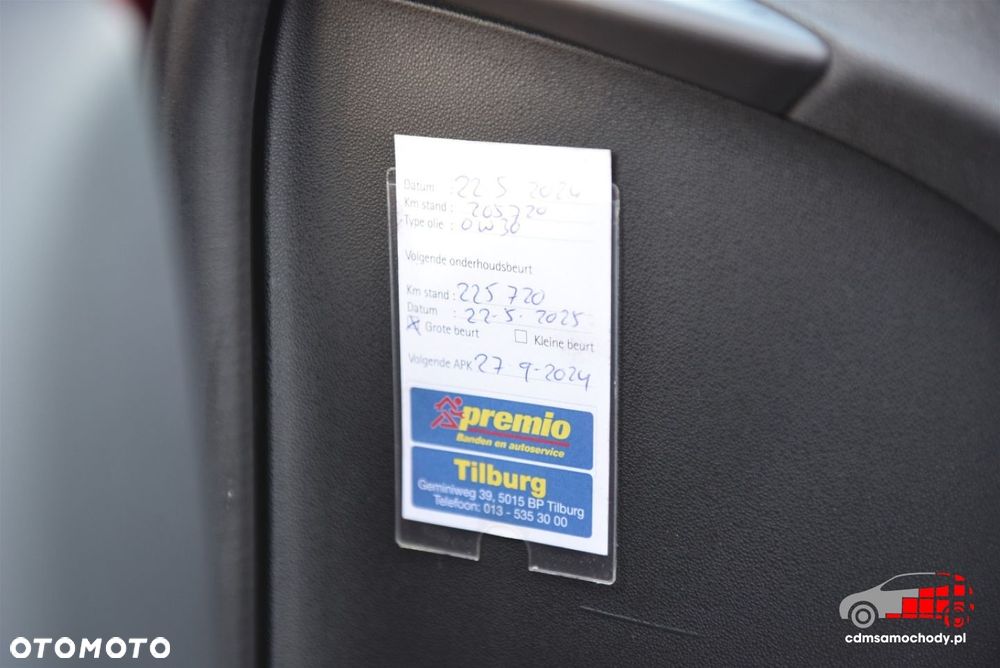 Datum : 22 5 2024
Km stand : 205720
Type olie : 0W30
Volgende onderhoudsbeurt
Km stand : 225720
Datum : 22-5-2025
Grote beurt Kleine beurt
Volgende APK 27 9-2024
premio
Banden en autoservice
Tilburg
Geminiweg 39, 5015 BP Tilburg
Telefoon: 013 - 535 30 00
OTOMOTO
cdmsamochody.pl